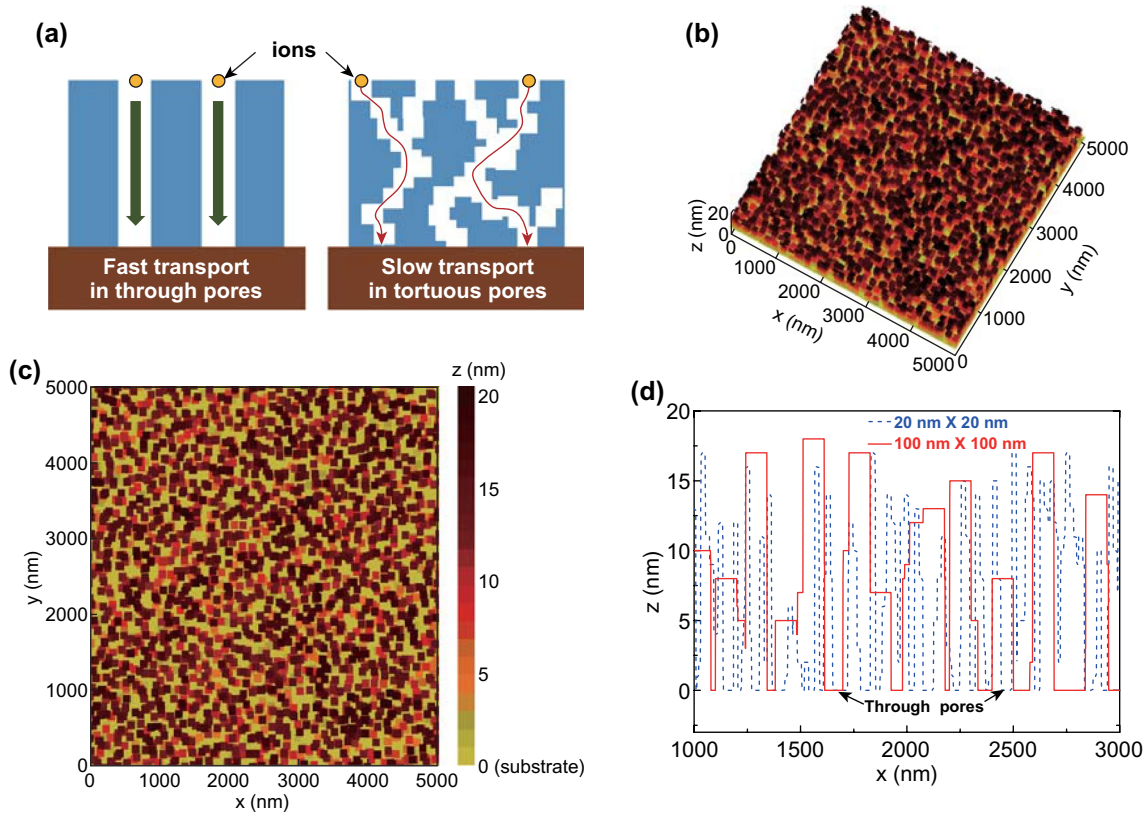 (a)
ions
Fast transport
in through pores
Slow transport
in tortuous pores
(b)
z (nm)
20
0
0
1000
2000
3000
4000
5000
x (nm)
0
1000
2000
3000
4000
5000
y (nm)
(c)
z (nm)
5000
4000
3000
2000
1000
0
y (nm)
0
1000
2000
3000
4000
5000
x (nm)
20
15
10
5
0 (substrate)
(d)
20
15
10
5
0
z (nm)
20 nm X 20 nm
100 nm X 100 nm
Through pores
1000
1500
2000
2500
3000
x (nm)